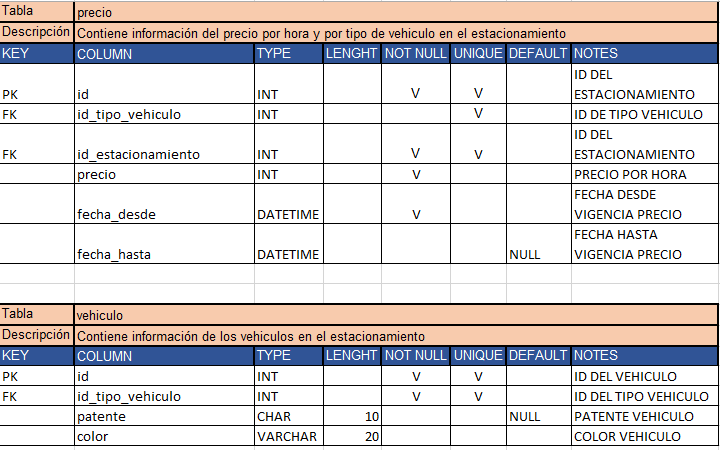 Tabla precio
Descripción Contiene información del precio por hora y por tipo de vehiculo en el estacionamiento
KEY COLUMN TYPE LENGHT NOT NULL UNIQUE DEFAULT NOTES
ID DEL
PK id INT V V ESTACIONAMIENTO
FK id_tipo_vehiculo INT V ID DE TIPO VEHICULO
ID DEL
FK id_estacionamiento INT V V ESTACIONAMIENTO
precio INT V PRECIO POR HORA
FECHA DESDE
fecha_desde DATETIME V VIGENCIA PRECIO
FECHA HASTA
fecha_hasta DATETIME NULL VIGENCIA PRECIO
Tabla vehiculo
Descripción Contiene información de los vehiculos en el estacionamiento
KEY COLUMN TYPE LENGHT NOT NULL UNIQUE DEFAULT NOTES
PK id INT V V ID DEL VEHICULO
FK id_tipo_vehiculo INT V V ID DEL TIPO VEHICULO
patente CHAR 10 NULL PATENTE VEHICULO
color VARCHAR 20 COLOR VEHICULO